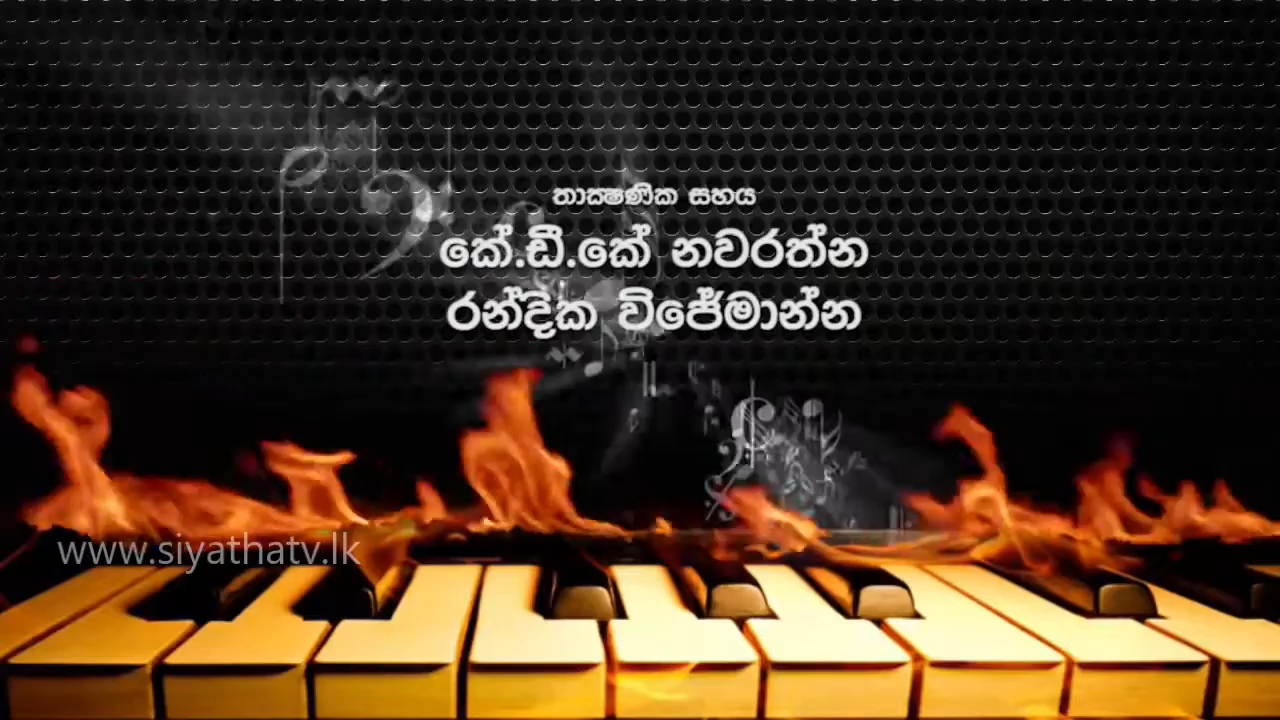 තාක්‍ෂණික සහය
කේ.ඩී.කේ නවරත්න
රන්දික විජේමාන්න
www.siyathatv.lk